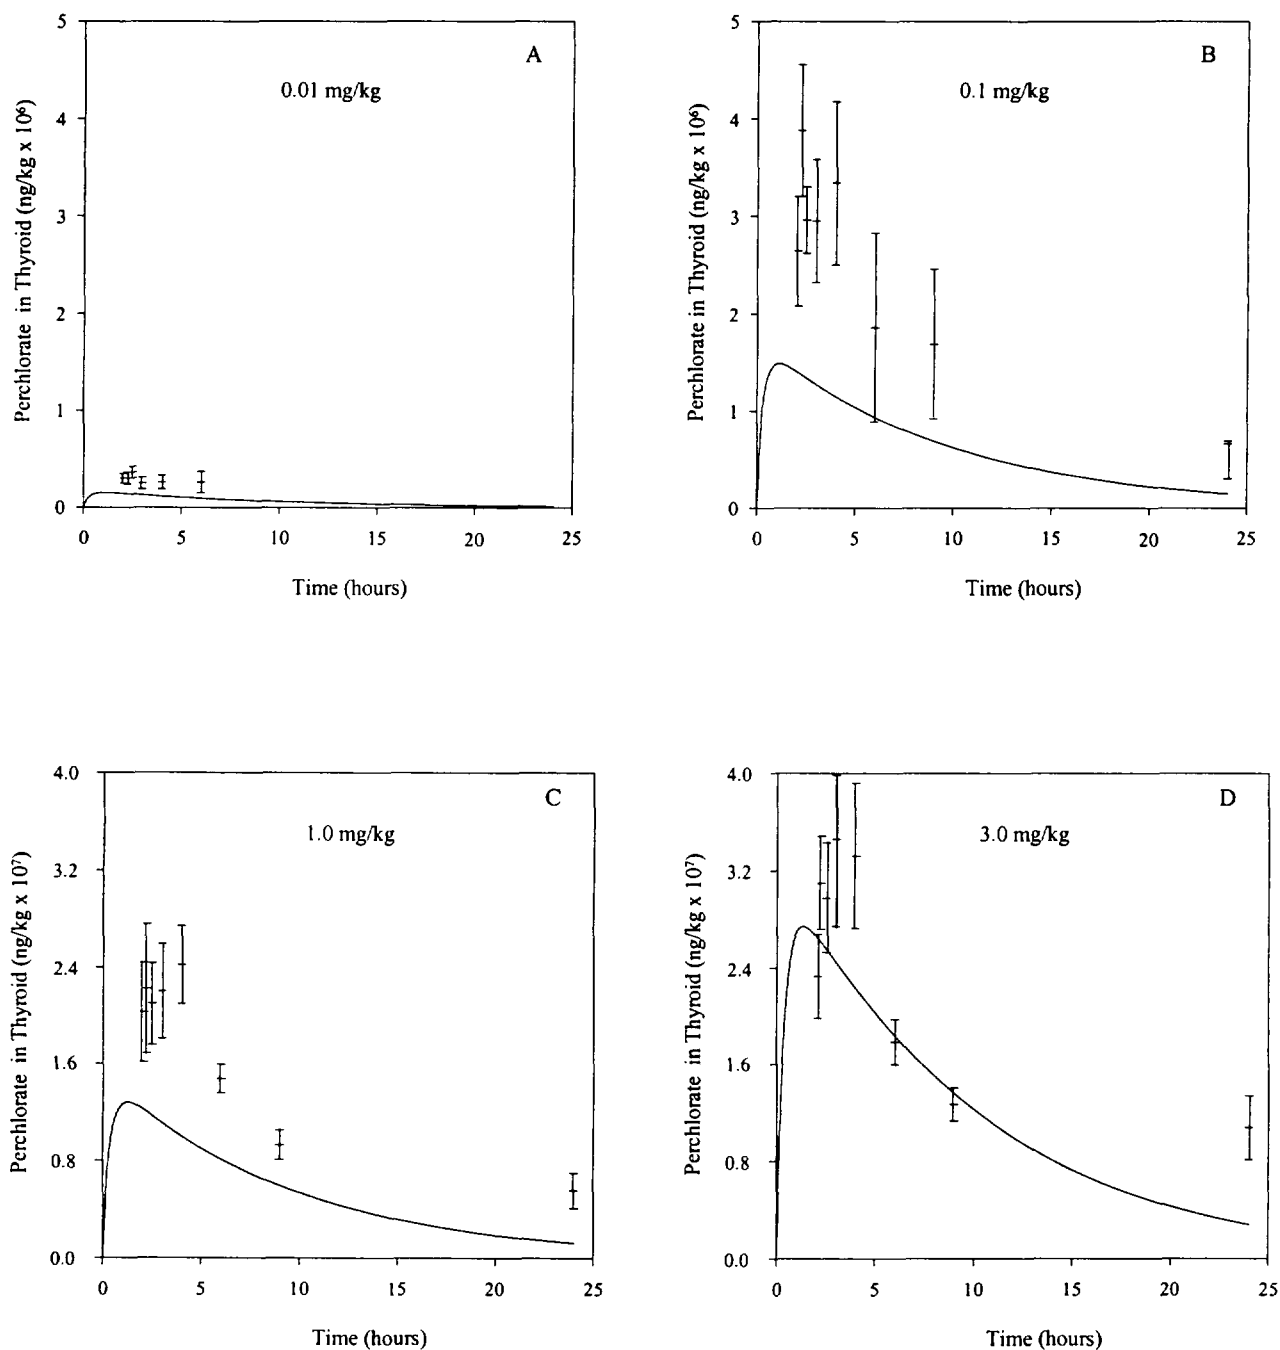 A
0.01 mg/kg
Perchlorate in Thyroid (ng/kg x 10⁶)
5
4
3
2
1
0
0 5 10 15 20 25
Time (hours)
B
0.1 mg/kg
Perchlorate in Thyroid (ng/kg x 10⁶)
5
4
3
2
1
0
0 5 10 15 20 25
Time (hours)
C
1.0 mg/kg
Perchlorate in Thyroid (ng/kg x 10⁷)
4.0
3.2
2.4
1.6
0.8
0.0
0 5 10 15 20 25
Time (hours)
D
3.0 mg/kg
Perchlorate in Thyroid (ng/kg x 10⁷)
4.0
3.2
2.4
1.6
0.8
0.0
0 5 10 15 20 25
Time (hours)